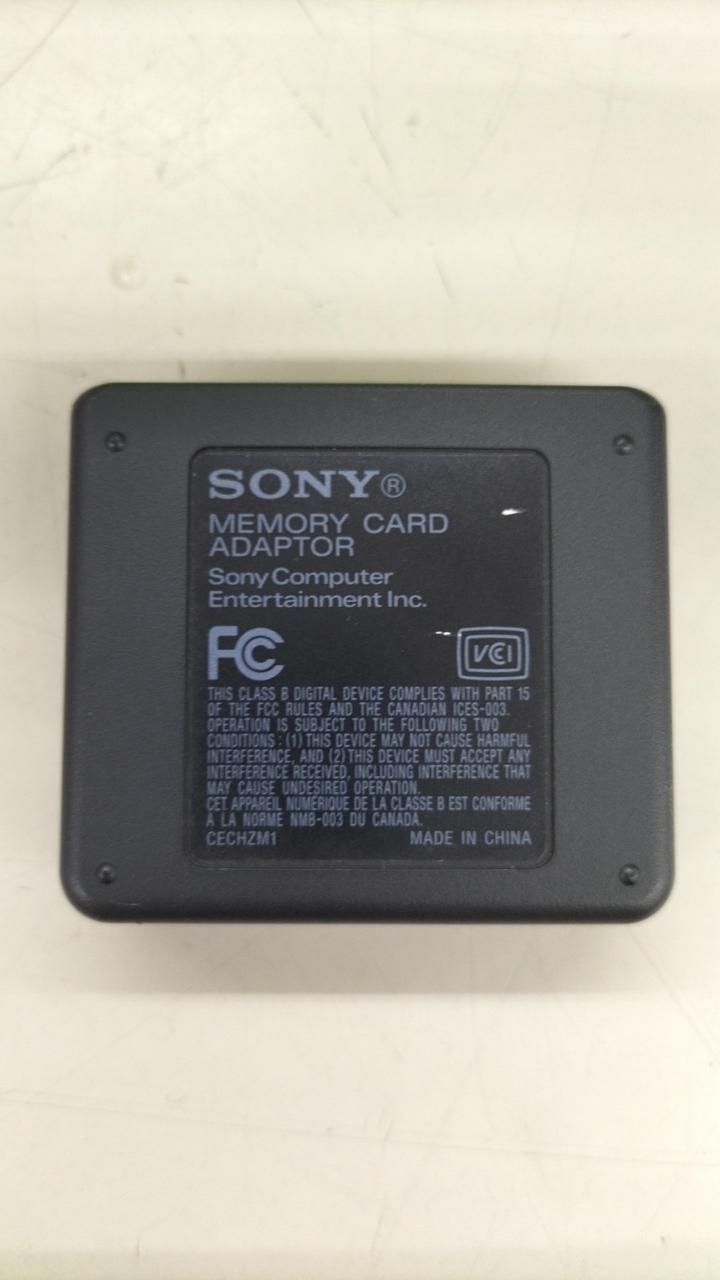 SONY®
MEMORY CARD
ADAPTOR
Sony Computer
Entertainment Inc.
FC VCCI
THIS CLASS B DIGITAL DEVICE COMPLIES WITH PART 15
OF THE FCC RULES AND THE CANADIAN ICES-003.
OPERATION IS SUBJECT TO THE FOLLOWING TWO
CONDITIONS : (1) THIS DEVICE MAY NOT CAUSE HARMFUL
INTERFERENCE, AND (2) THIS DEVICE MUST ACCEPT ANY
INTERFERENCE RECEIVED, INCLUDING INTERFERENCE THAT
MAY CAUSE UNDESIRED OPERATION.
CET APPAREIL NUMERIQUE DE LA CLASSE B EST CONFORME
A LA NORME NMB-003 DU CANADA.
CECHZM1 MADE IN CHINA